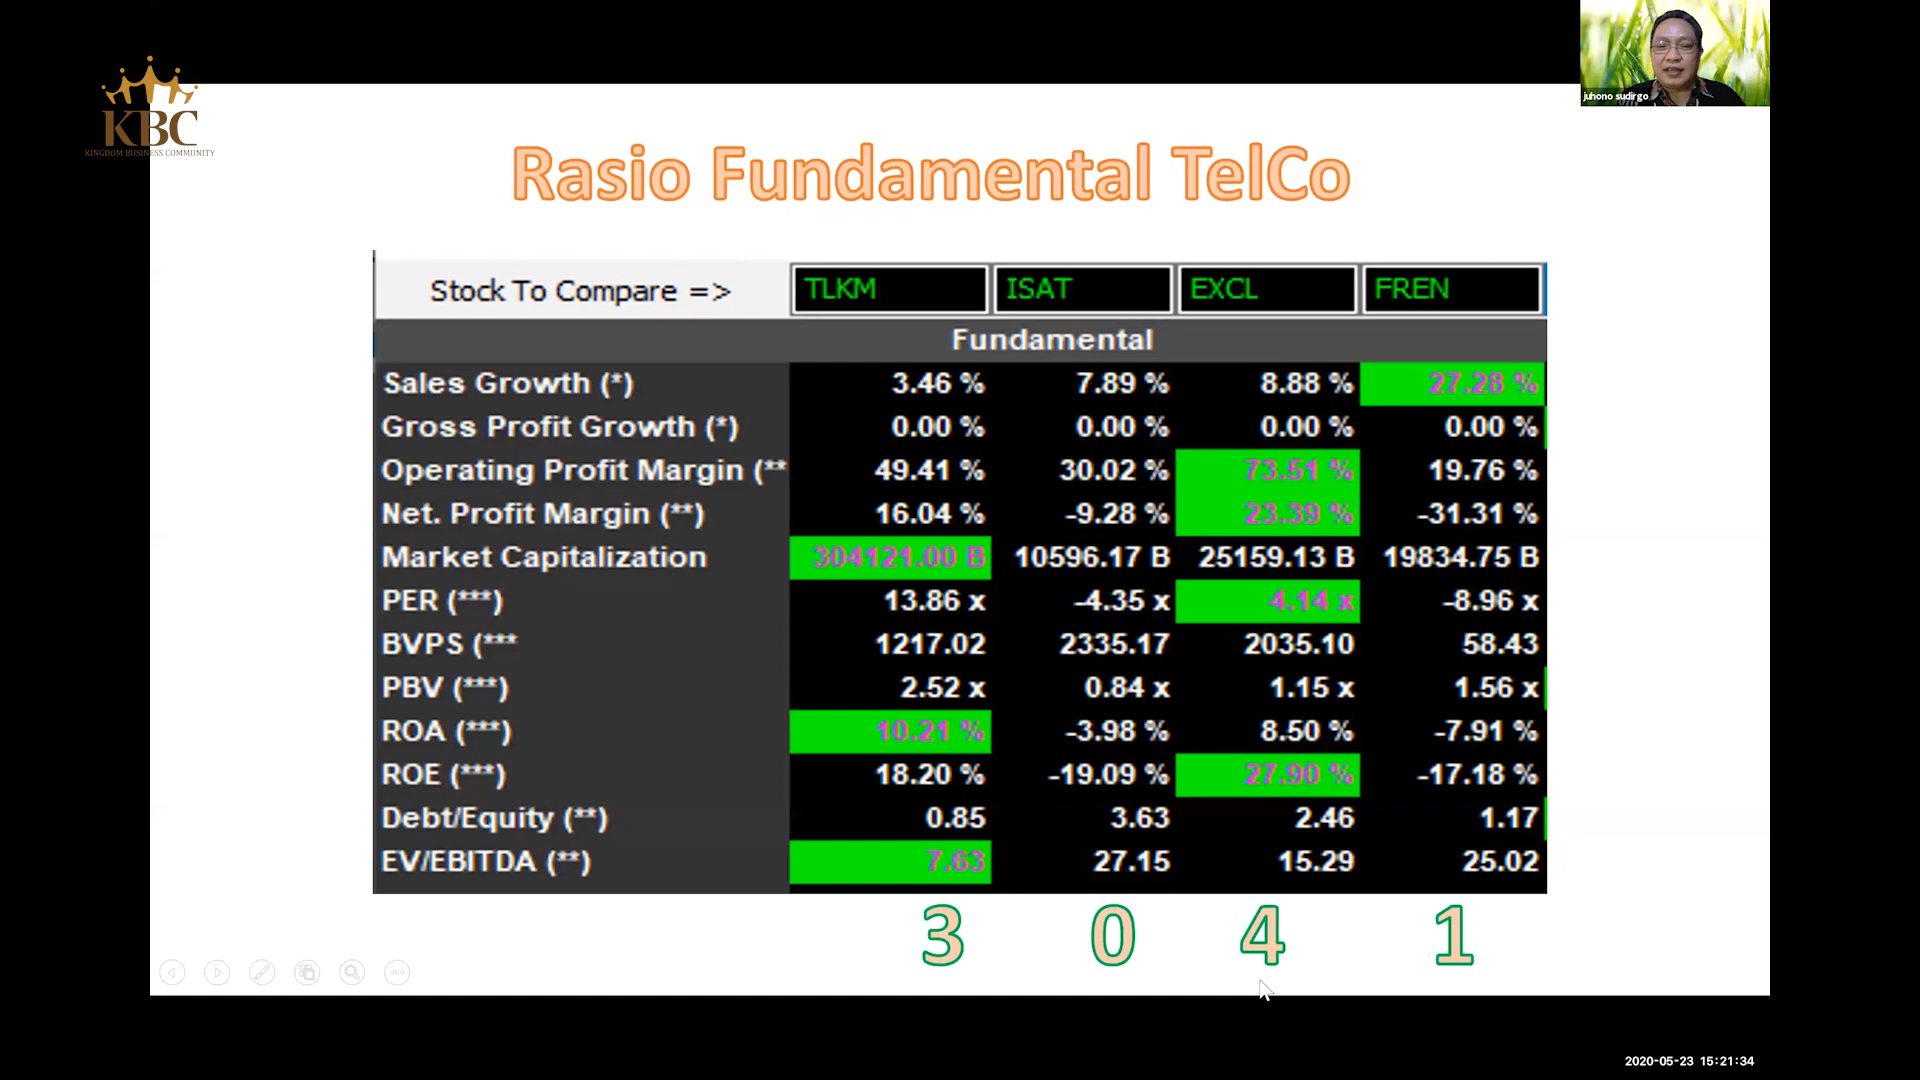 juhono sudirgo
KBC
KINGDOM BUSINESS COMMUNITY
Rasio Fundamental TelCo
Stock To Compare => TLKM ISAT EXCL FREN
Fundamental
Sales Growth (*) 3.46 % 7.89 % 8.88 % 27.28 %
Gross Profit Growth (*) 0.00 % 0.00 % 0.00 % 0.00 %
Operating Profit Margin (** 49.41 % 30.02 % 73.51 % 19.76 %
Net. Profit Margin (**) 16.04 % -9.28 % 23.39 % -31.31 %
Market Capitalization 304121.00 B 10596.17 B 25159.13 B 19834.75 B
PER (***) 13.86 x -4.35 x 4.14 x -8.96 x
BVPS (*** 1217.02 2335.17 2035.10 58.43
PBV (***) 2.52 x 0.84 x 1.15 x 1.56 x
ROA (***) 10.21 % -3.98 % 8.50 % -7.91 %
ROE (***) 18.20 % -19.09 % 27.90 % -17.18 %
Debt/Equity (**) 0.85 3.63 2.46 1.17
EV/EBITDA (**) 7.63 27.15 15.29 25.02
3 0 4 1
2020-05-23 15:21:34